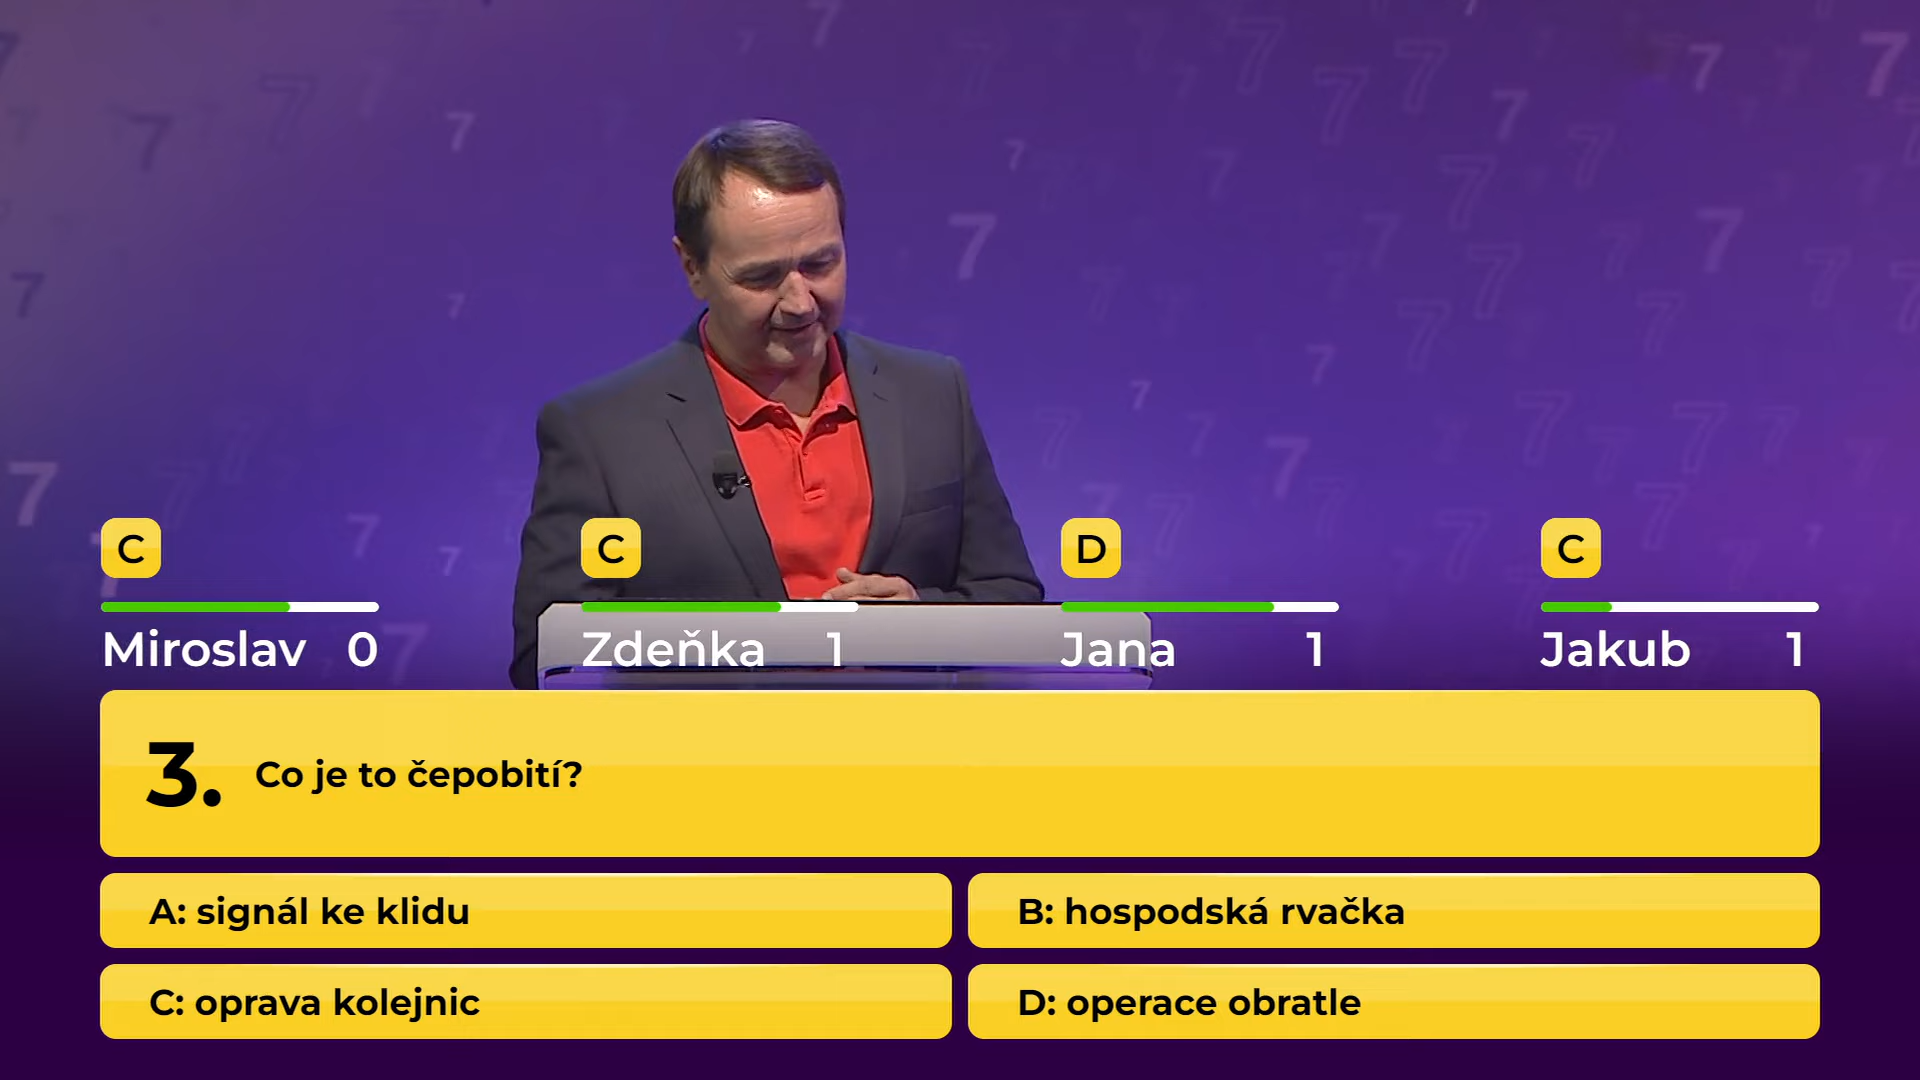 C
C
D
C
Miroslav 0
Zdeňka 1
Jana 1
Jakub 1
3. Co je to čepobití?
A: signál ke klidu
B: hospodská rvačka
C: oprava kolejnic
D: operace obratle